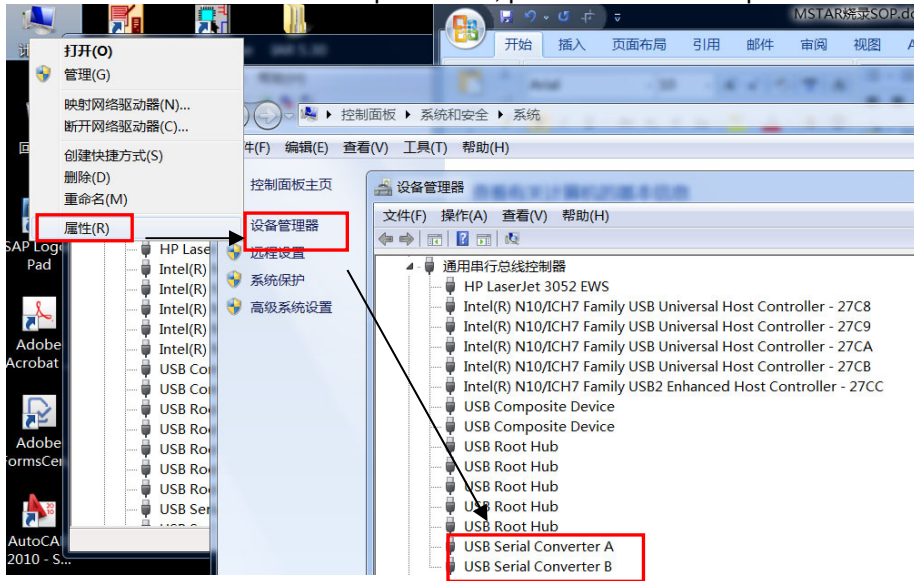 MSTAR烧录SOP.do
开始 插入 页面布局 引用 邮件 审阅 视图
打开(O)
管理(G)
映射网络驱动器(N)...
断开网络驱动器(C)...
创建快捷方式(S)
删除(D)
重命名(M)
属性(R)
控制面板 系统和安全 系统
件(F) 编辑(E) 查看(V) 工具(T) 帮助(H)
控制面板主页
设备管理器
远程设置
系统保护
高级系统设置
SAP Log
Pad
Adobe
Acrobat
Adobe
ormsCen
AutoCA
2010 - S...
HP Lase
Intel(R)
Intel(R)
Intel(R)
Intel(R)
Intel(R)
USB Co
USB Co
USB Roo
USB Roo
USB Roo
USB Roo
USB Ser
设备管理器
文件(F) 操作(A) 查看(V) 帮助(H)
通用串行总线控制器
HP LaserJet 3052 EWS
Intel(R) N10/ICH7 Family USB Universal Host Controller - 27C8
Intel(R) N10/ICH7 Family USB Universal Host Controller - 27C9
Intel(R) N10/ICH7 Family USB Universal Host Controller - 27CA
Intel(R) N10/ICH7 Family USB Universal Host Controller - 27CB
Intel(R) N10/ICH7 Family USB2 Enhanced Host Controller - 27CC
USB Composite Device
USB Composite Device
USB Root Hub
USB Root Hub
USB Root Hub
USB Root Hub
USB Root Hub
USB Serial Converter A
USB Serial Converter B